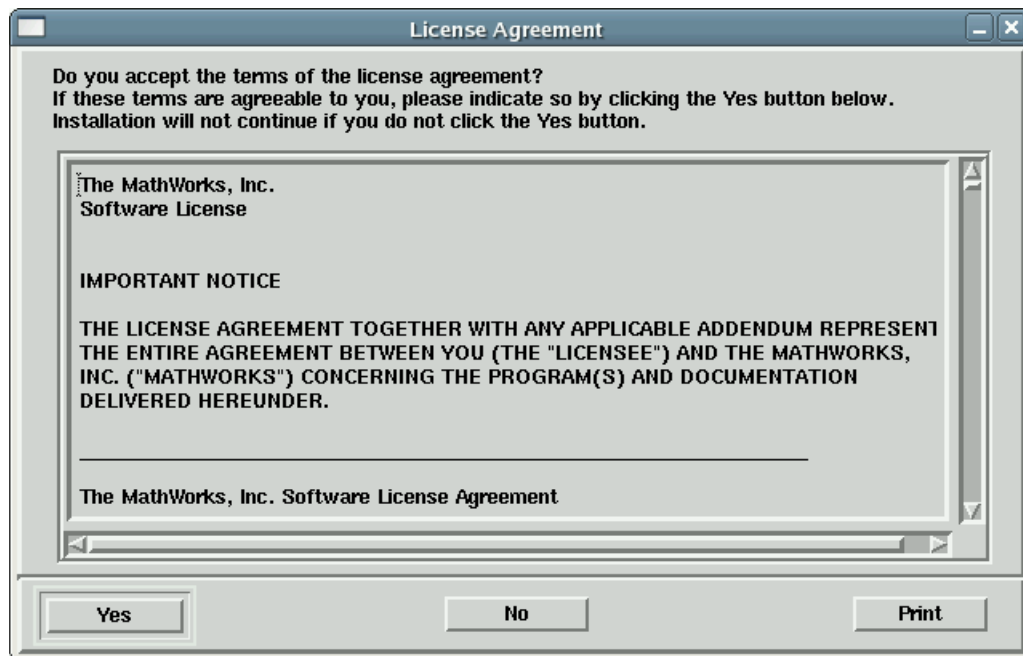 License Agreement
Do you accept the terms of the license agreement?
If these terms are agreeable to you, please indicate so by clicking the Yes button below.
Installation will not continue if you do not click the Yes button.
The MathWorks, Inc.
Software License
IMPORTANT NOTICE
THE LICENSE AGREEMENT TOGETHER WITH ANY APPLICABLE ADDENDUM REPRESENT
THE ENTIRE AGREEMENT BETWEEN YOU (THE "LICENSEE") AND THE MATHWORKS,
INC. ("MATHWORKS") CONCERNING THE PROGRAM(S) AND DOCUMENTATION
DELIVERED HEREUNDER.
The MathWorks, Inc. Software License Agreement
Yes
No
Print